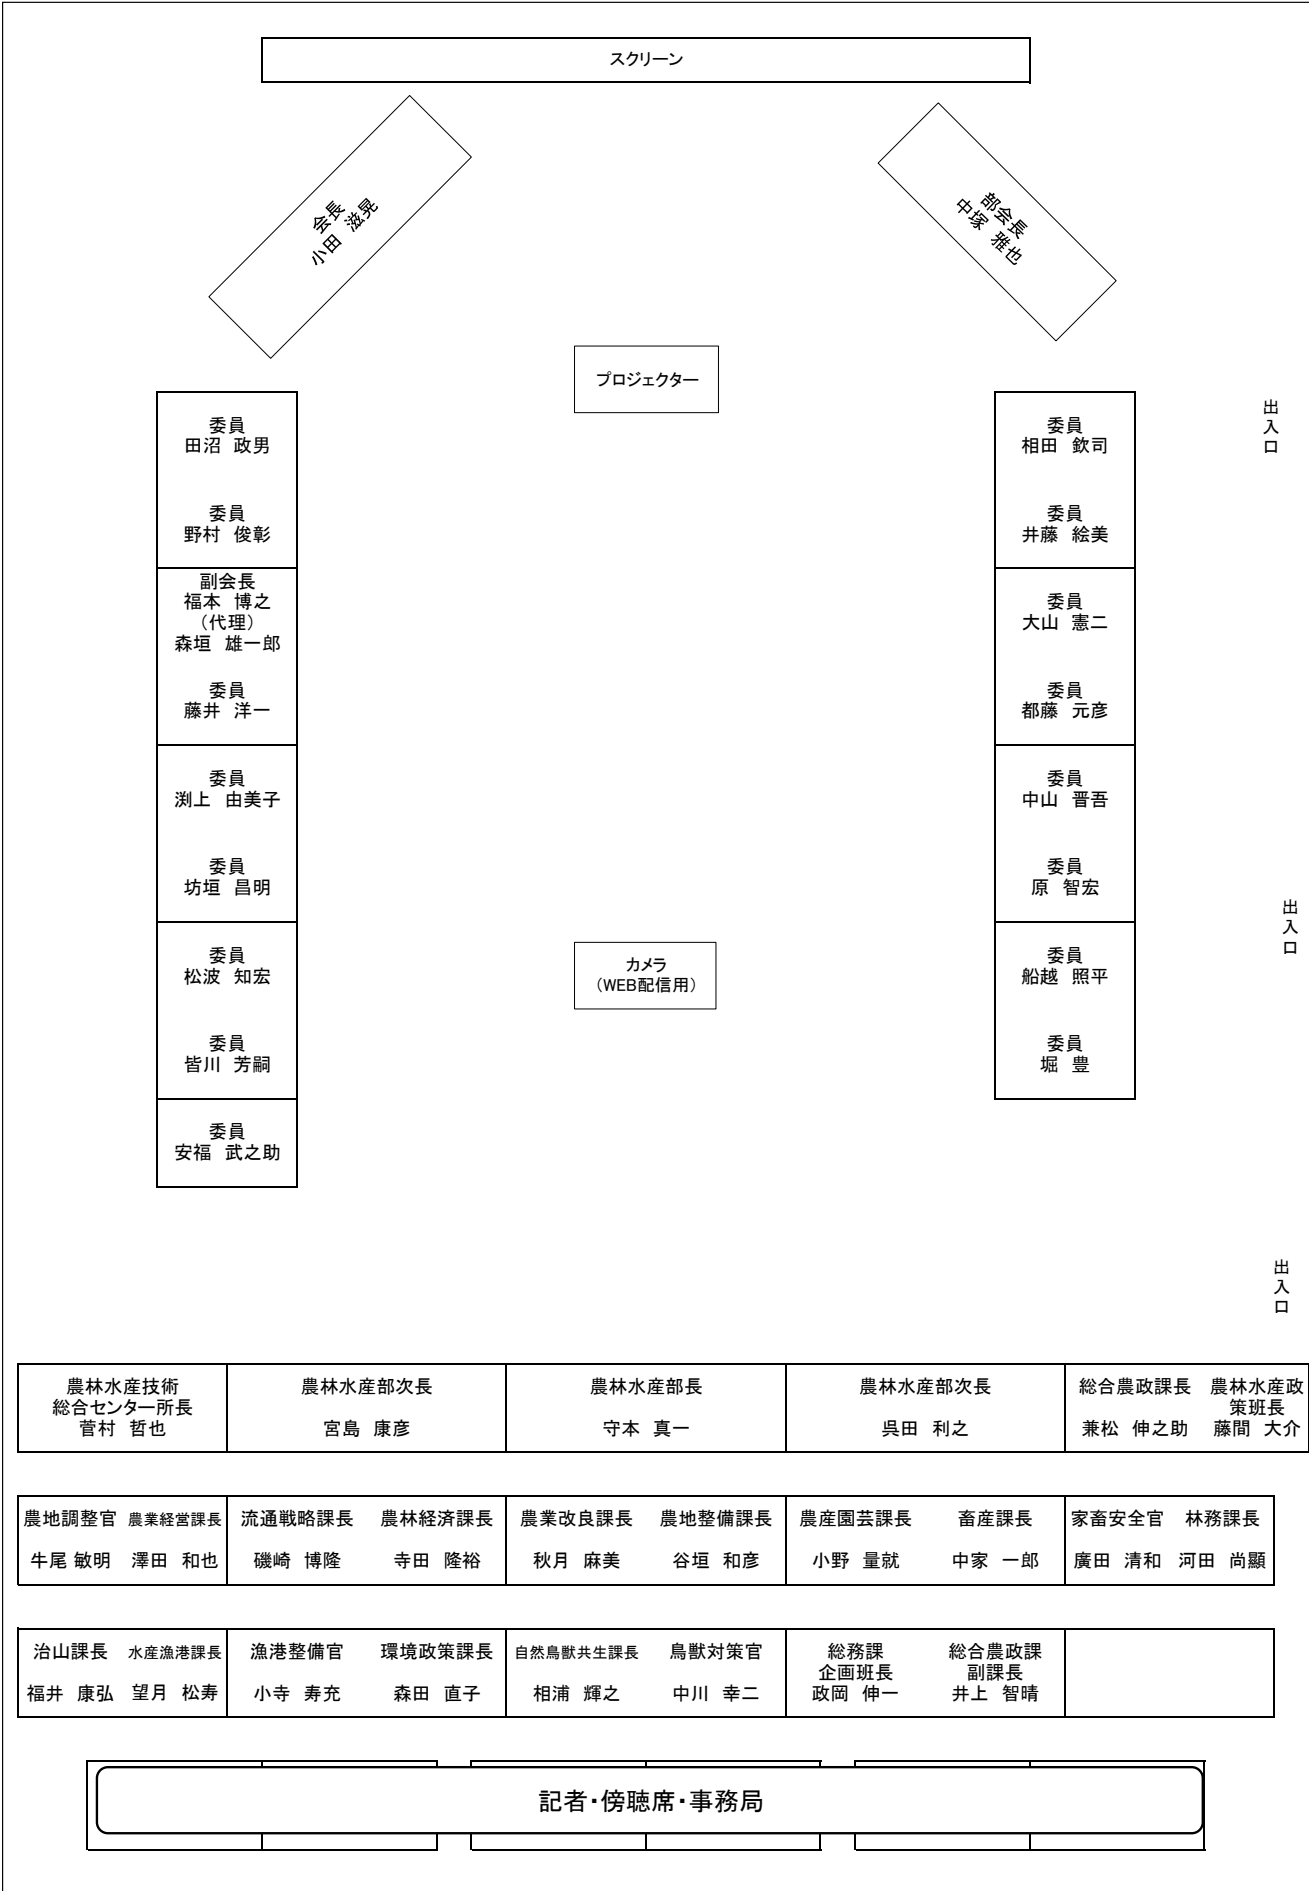 スクリーン
会長
小田 滋晃
部会長
中塚 雅也
プロジェクター
委員
田沼 政男
委員
野村 俊彰
副会長
福本 博之
（代理）
森垣 雄一郎
委員
藤井 洋一
委員
渕上 由美子
委員
坊垣 昌明
委員
松波 知宏
委員
皆川 芳嗣
委員
安福 武之助
カメラ
（WEB配信用）
委員
相田 欽司
委員
井藤 絵美
委員
大山 憲二
委員
都藤 元彦
委員
中山 晋吾
委員
原 智宏
委員
船越 照平
委員
堀 豊
出入口
出入口
出入口
農林水産技術
総合センター所長
菅村 哲也
農林水産部次長
宮島 康彦
農林水産部長
守本 真一
農林水産部次長
呉田 利之
総合農政課長
兼松 伸之助
農林水産政
策班長
藤間 大介
農地調整官
牛尾 敏明
農業経営課長
澤田 和也
流通戦略課長
磯崎 博隆
農林経済課長
寺田 隆裕
農業改良課長
秋月 麻美
農地整備課長
谷垣 和彦
農産園芸課長
小野 量就
畜産課長
中家 一郎
家畜安全官
廣田 清和
林務課長
河田 尚顯
治山課長
福井 康弘
水産漁港課長
望月 松寿
漁港整備官
小寺 寿充
環境政策課長
森田 直子
自然鳥獣共生課長
相浦 輝之
鳥獣対策官
中川 幸二
総務課
企画班長
政岡 伸一
総合農政課
副課長
井上 智晴
記者・傍聴席・事務局